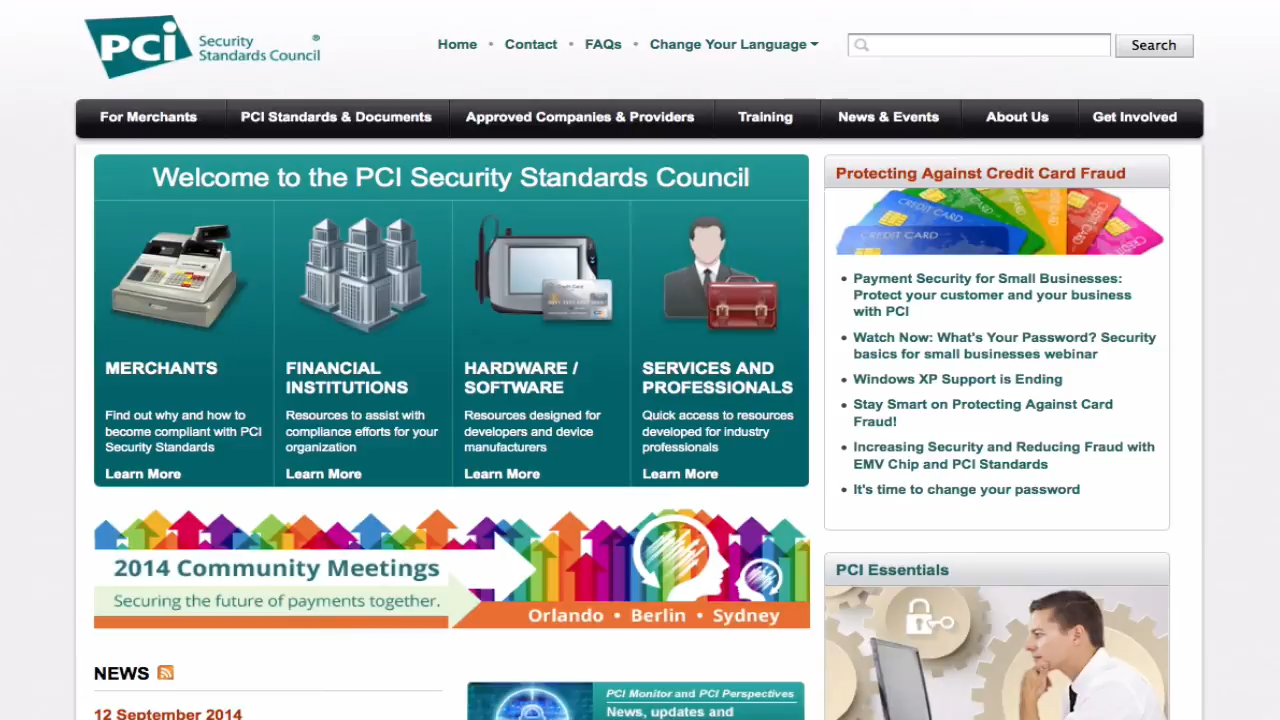 PCi Security
Standards Council ®
Home • Contact • FAQs • Change Your Language
Search
For Merchants
PCI Standards & Documents
Approved Companies & Providers
Training
News & Events
About Us
Get Involved
Welcome to the PCI Security Standards Council
MERCHANTS
Find out why and how to
become compliant with PCI
Security Standards
Learn More
FINANCIAL
INSTITUTIONS
Resources to assist with
compliance efforts for your
organization
Learn More
Credit Card
HARDWARE /
SOFTWARE
Resources designed for
developers and device
manufacturers
Learn More
SERVICES AND
PROFESSIONALS
Quick access to resources
developed for industry
professionals
Learn More
Protecting Against Credit Card Fraud
CREDIT CARD
CREDIT CARD
• Payment Security for Small Businesses:
Protect your customer and your business
with PCI
• Watch Now: What's Your Password? Security
basics for small businesses webinar
• Windows XP Support is Ending
• Stay Smart on Protecting Against Card
Fraud!
• Increasing Security and Reducing Fraud with
EMV Chip and PCI Standards
• It's time to change your password
2014 Community Meetings
Securing the future of payments together.
Orlando • Berlin • Sydney
PCI Essentials
NEWS
12 September 2014
PCI Monitor and PCI Perspectives
News, updates and